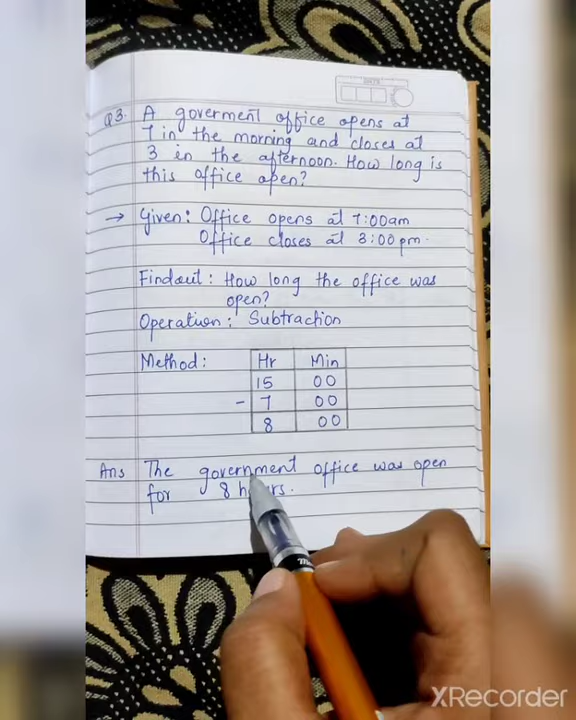 DATE
Q3. A goverment office opens at
7 in the morning and closes at
3 in the afternoon. How long is
this office open?
→ Given: Office opens at 7:00am
Office closes at 3:00pm.
Findout: How long the office was
open?
Operation: Subtraction
Method: Hr Min
15 00
- 7 00
8 00
Ans The government office was open
for 8 hours.
XRecorder